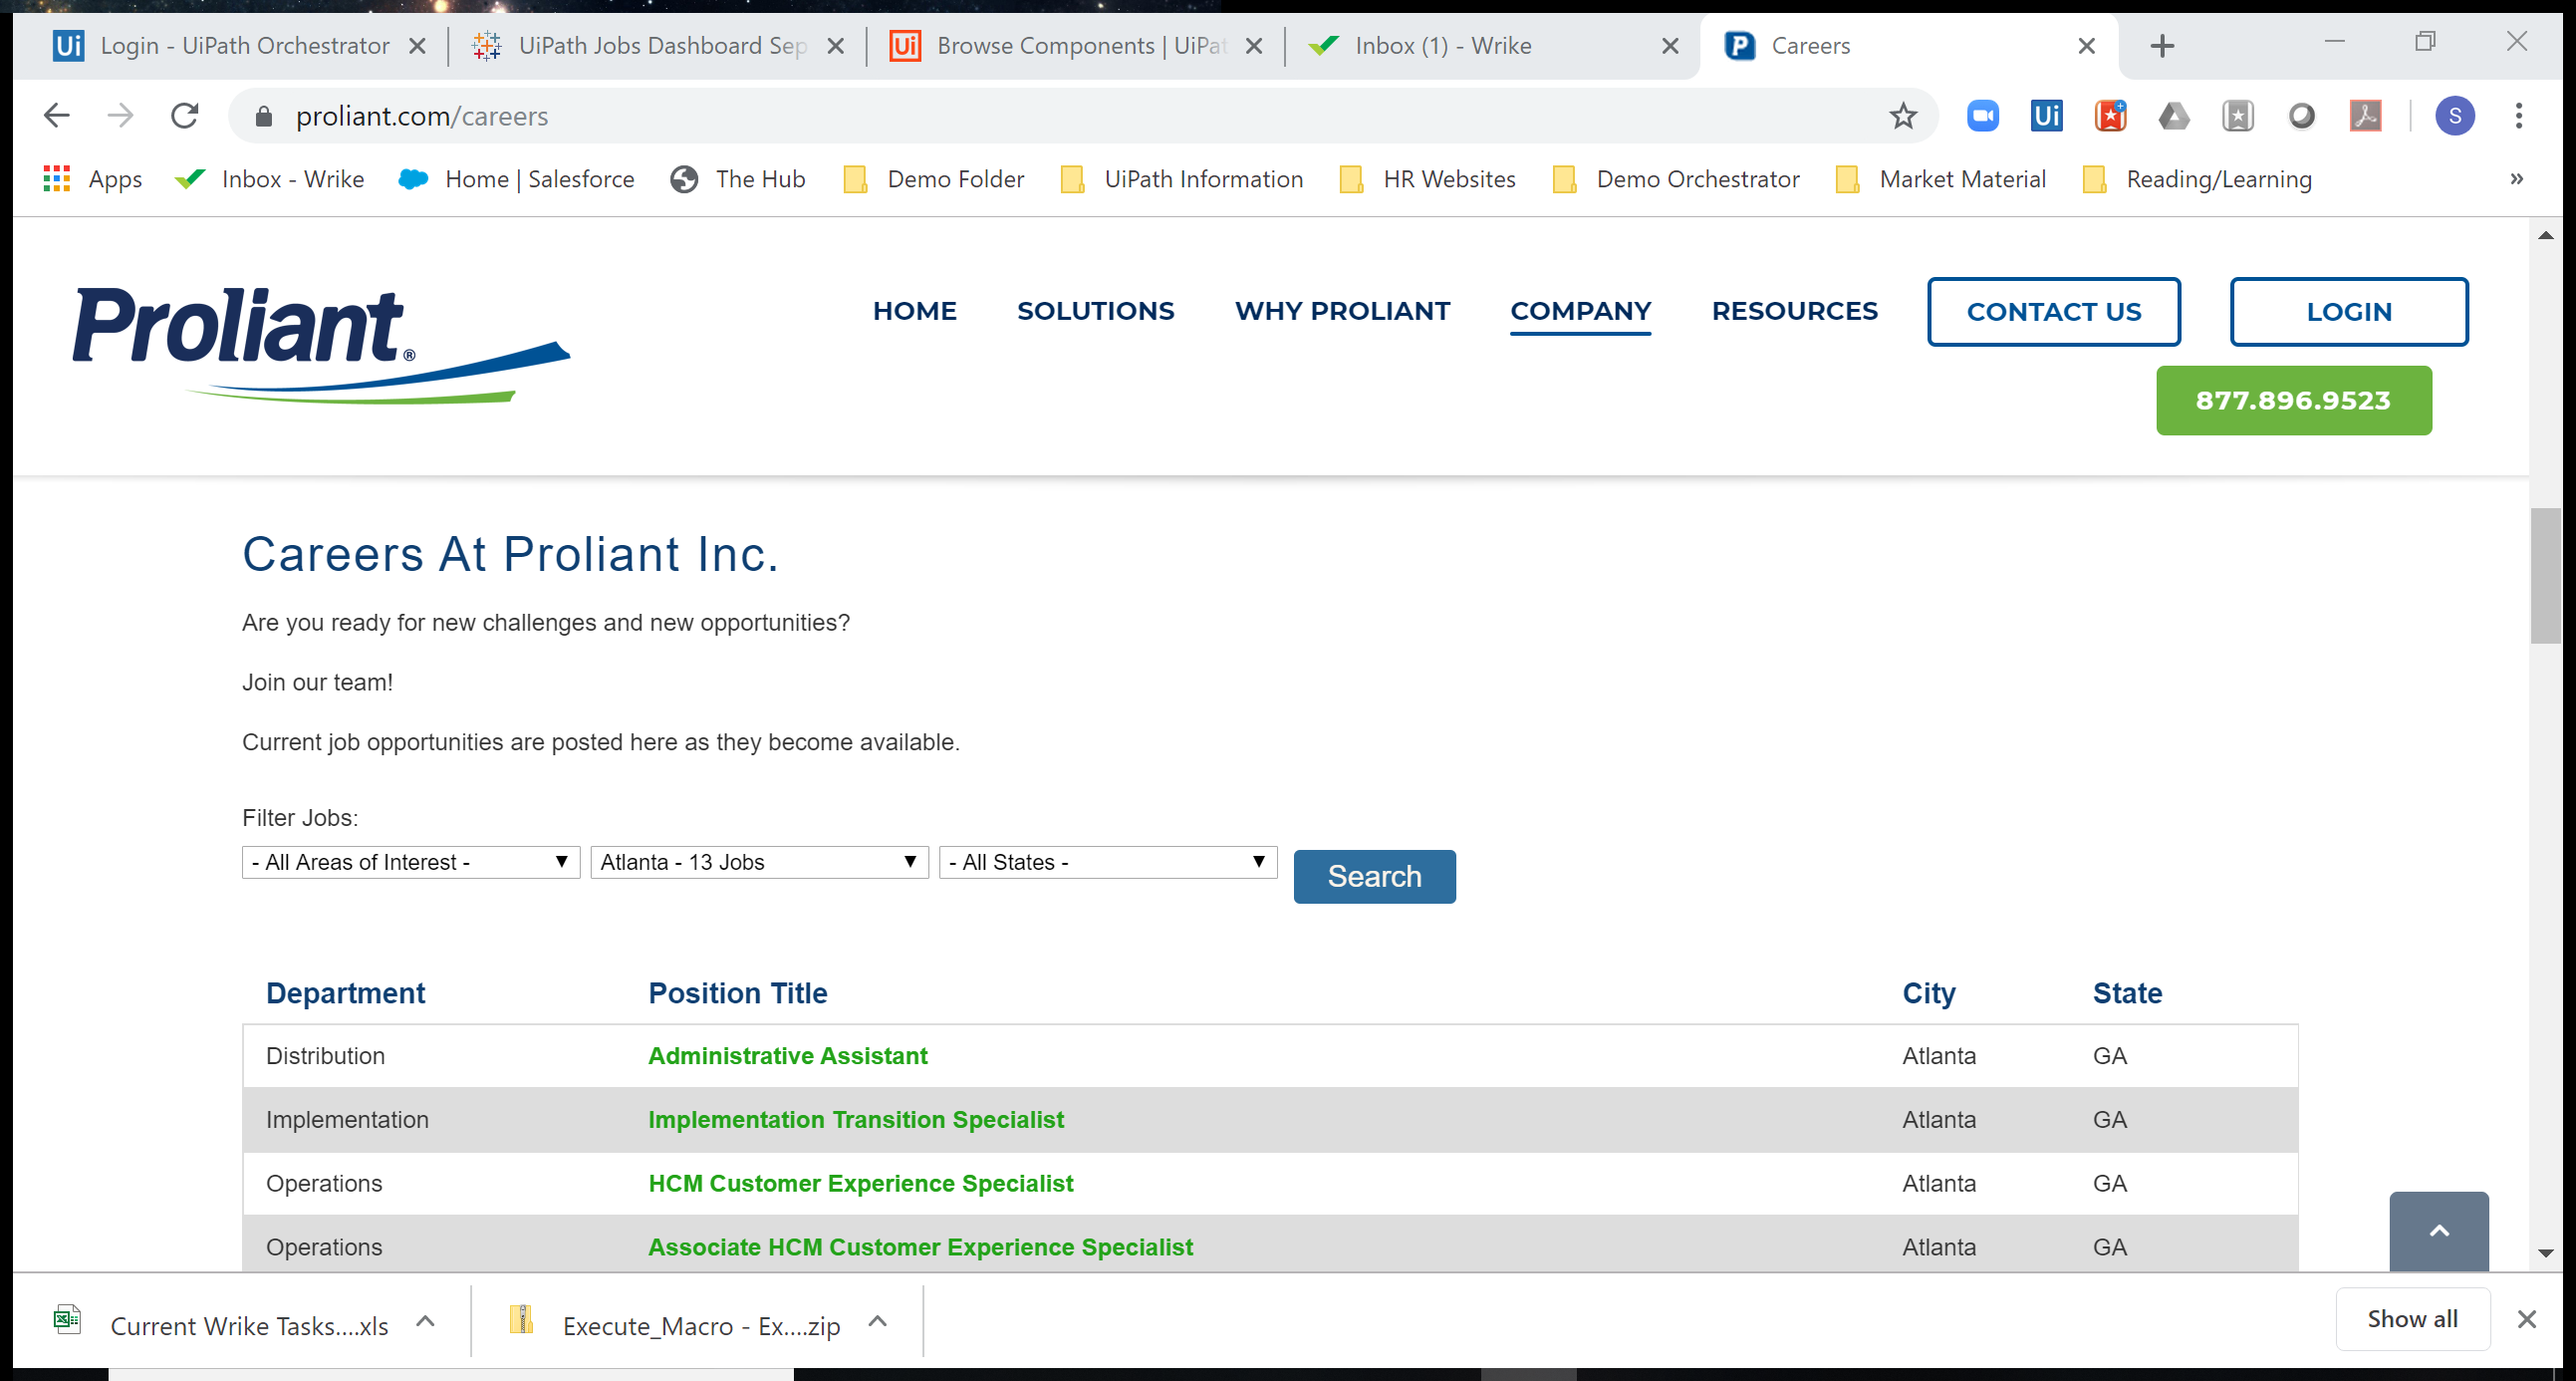 Login - UiPath Orchestrator
UiPath Jobs Dashboard Sep
Browse Components | UiPat
Inbox (1) - Wrike
Careers
proliant.com/careers
S
Apps
Inbox - Wrike
Home | Salesforce
The Hub
Demo Folder
UiPath Information
HR Websites
Demo Orchestrator
Market Material
Reading/Learning
»
Proliant®
HOME
SOLUTIONS
WHY PROLIANT
COMPANY
RESOURCES
CONTACT US
LOGIN
877.896.9523
Careers At Proliant Inc.
Are you ready for new challenges and new opportunities?
Join our team!
Current job opportunities are posted here as they become available.
Filter Jobs:
- All Areas of Interest - Atlanta - 13 Jobs - All States - Search
Department Position Title City State
Distribution Administrative Assistant Atlanta GA
Implementation Implementation Transition Specialist Atlanta GA
Operations HCM Customer Experience Specialist Atlanta GA
Operations Associate HCM Customer Experience Specialist Atlanta GA
Current Wrike Tasks....xls
Execute_Macro - Ex....zip
Show all